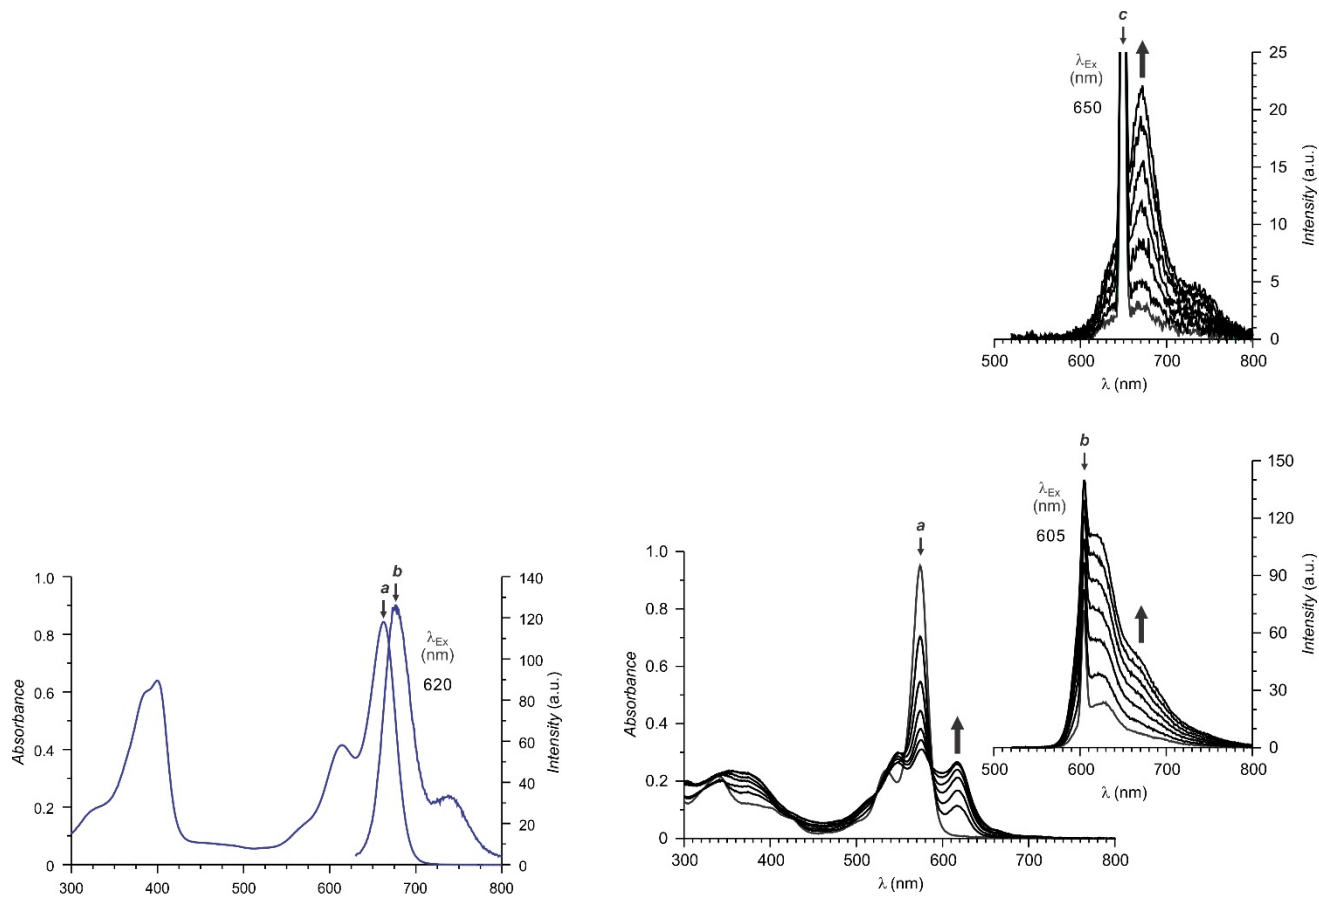 c
λEx
(nm)
650
25
20
15
10
5
0
Intensity (a.u.)
500 600 700 800
λ (nm)
b
λEx
(nm)
605
150
120
90
60
30
0
Intensity (a.u.)
500 600 700 800
λ (nm)
a b
λEx
(nm)
620
1.0
0.8
0.6
0.4
0.2
0
Absorbance
140
120
100
80
60
40
20
0
Intensity (a.u.)
300 400 500 600 700 800
λ (nm)
a
1.0
0.8
0.6
0.4
0.2
0
Absorbance
300 400 500 600 700 800
λ (nm)